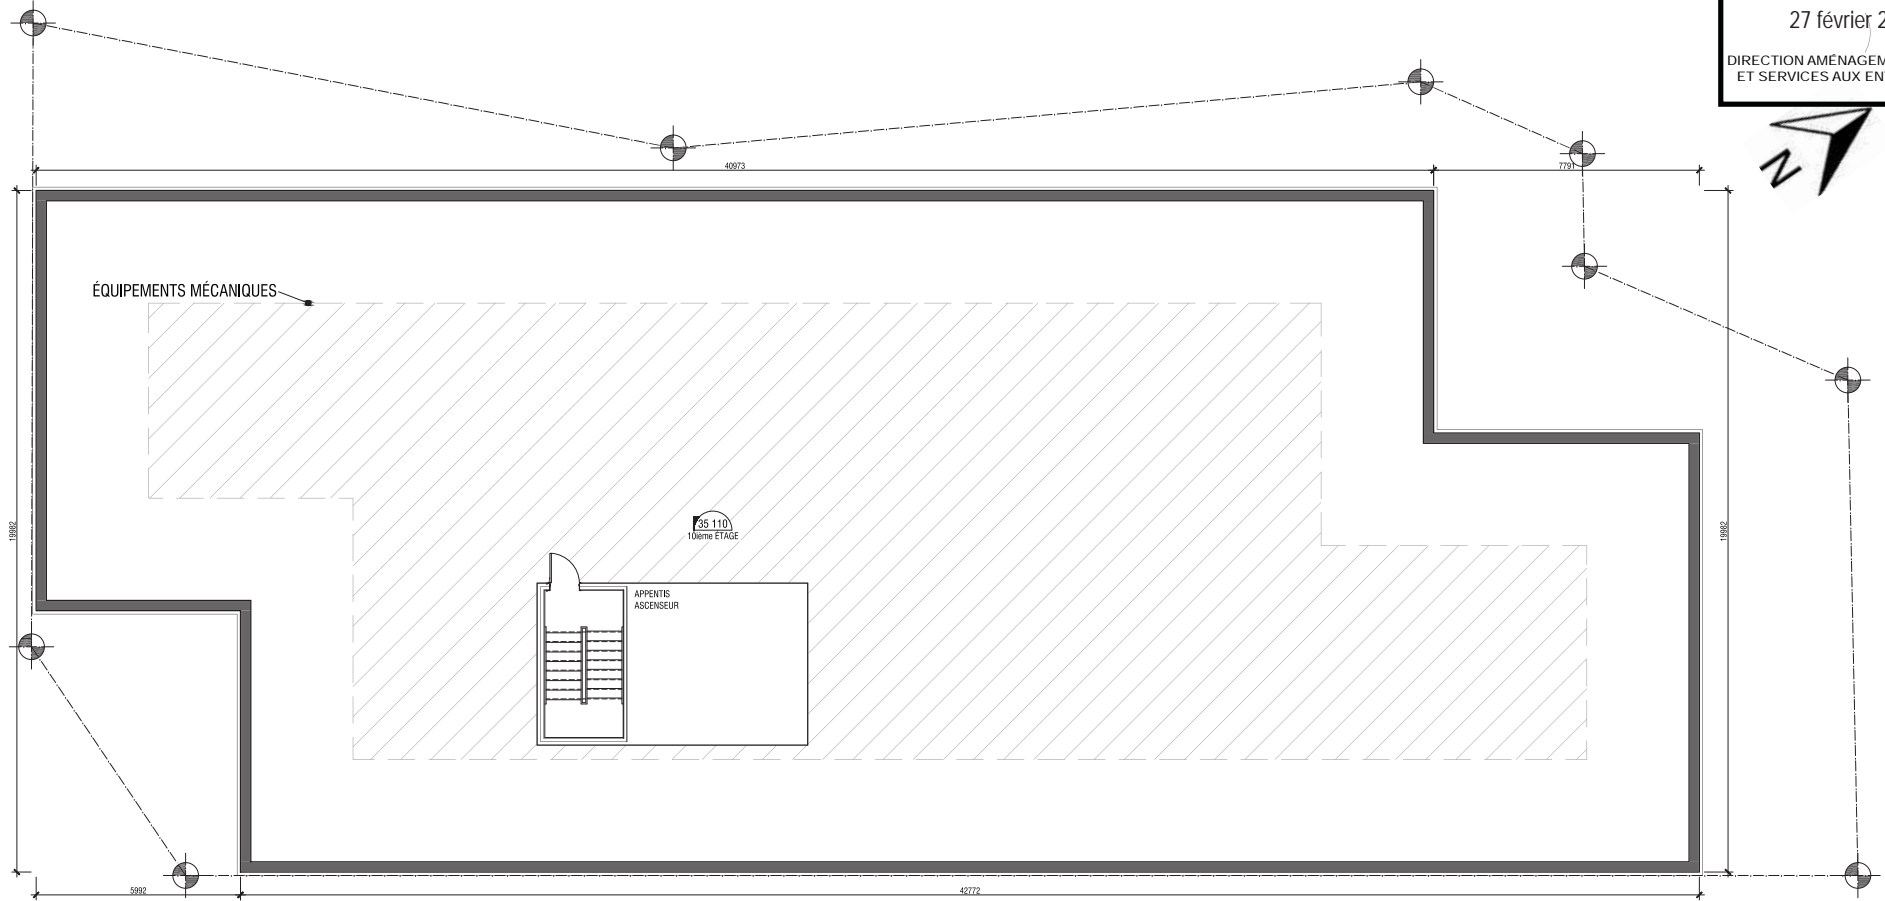 27 février 2
DIRECTION AMÉNAGEM
ET SERVICES AUX EN
40973
7791
ÉQUIPEMENTS MÉCANIQUES
19982
19982
35 110
10ième ÉTAGE
APPENTIS
ASCENSEUR
5992
42772
N